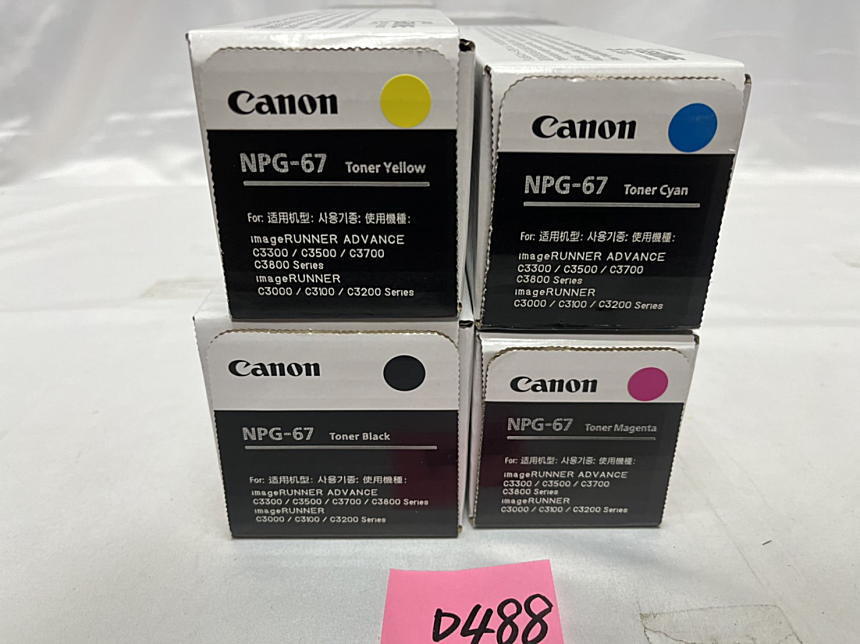 Canon
NPG-67 Toner Yellow
For: 适用机型: 사용기종: 使用機種:
imageRUNNER ADVANCE
C3300 / C3500 / C3700
C3800 Series
imageRUNNER
C3000 / C3100 / C3200 Series
Canon
NPG-67 Toner Cyan
For: 适用机型: 사용기종: 使用機種:
imageRUNNER ADVANCE
C3300 / C3500 / C3700
C3800 Series
imageRUNNER
C3000 / C3100 / C3200 Series
Canon
NPG-67 Toner Black
For: 适用机型: 사용기종: 使用機種:
imageRUNNER ADVANCE
C3300 / C3500 / C3700 / C3800 Series
imageRUNNER
C3000 / C3100 / C3200 Series
Canon
NPG-67 Toner Magenta
For: 适用机型: 사용기종: 使用機種:
imageRUNNER ADVANCE
C3300 / C3500 / C3700
C3800 Series
imageRUNNER
C3000 / C3100 / C3200 Series
D488